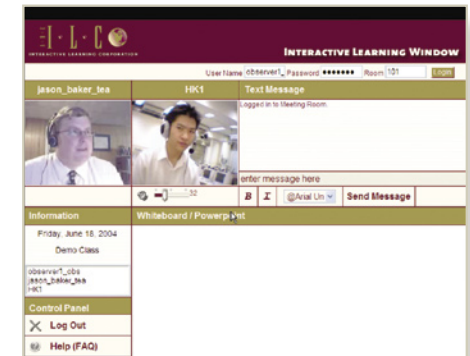 I · L · C
INTERACTIVE LEARNING CORPORATION
INTERACTIVE LEARNING WINDOW
User Name observer1_ Password ●●●●●●● Room 101 Login
jason_baker_tea HK1 Text Message
Logged in to Meeting Room.
enter message here
32 B I @Arial Un Send Message
Information Whiteboard / Powerpoint
Friday, June 18, 2004
Demo Class
observer1_obs
jason_baker_tea
HK1
Control Panel
Log Out
Help (FAQ)